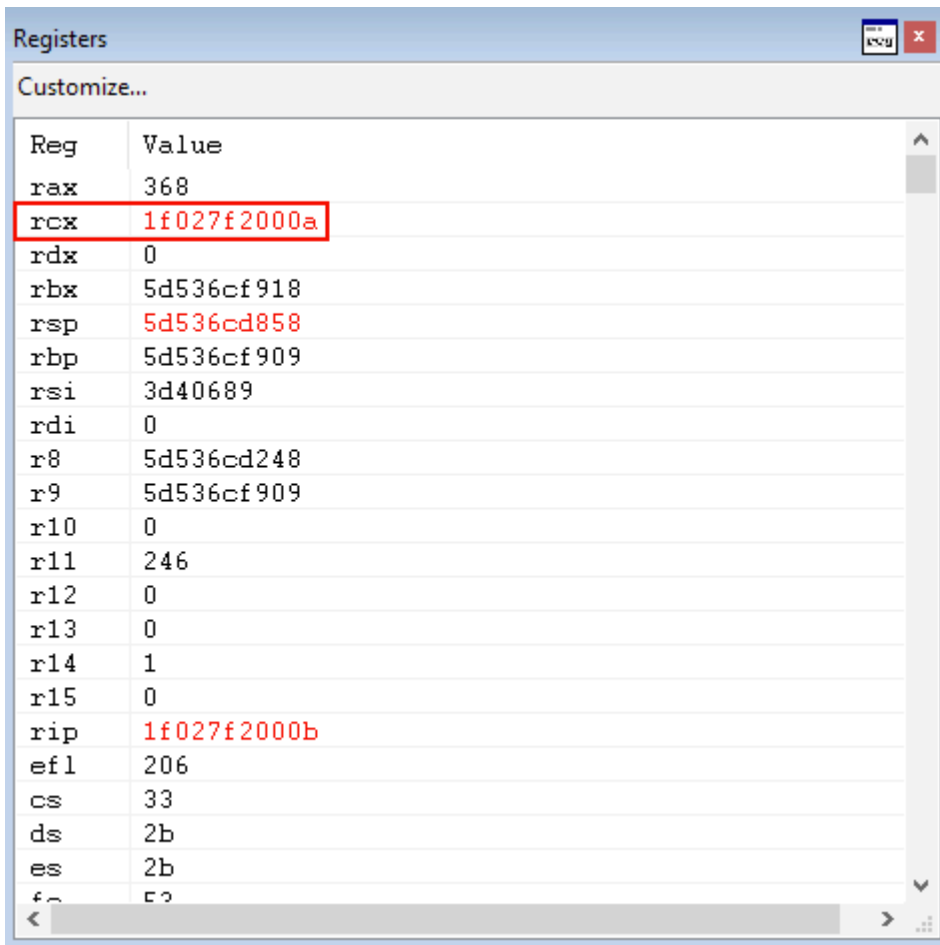 Registers
Customize...
Reg Value
rax 368
rcx 1f027f2000a
rdx 0
rbx 5d536cf918
rsp 5d536cd858
rbp 5d536cf909
rsi 3d40689
rdi 0
r8 5d536cd248
r9 5d536cf909
r10 0
r11 246
r12 0
r13 0
r14 1
r15 0
rip 1f027f2000b
efl 206
cs 33
ds 2b
es 2b